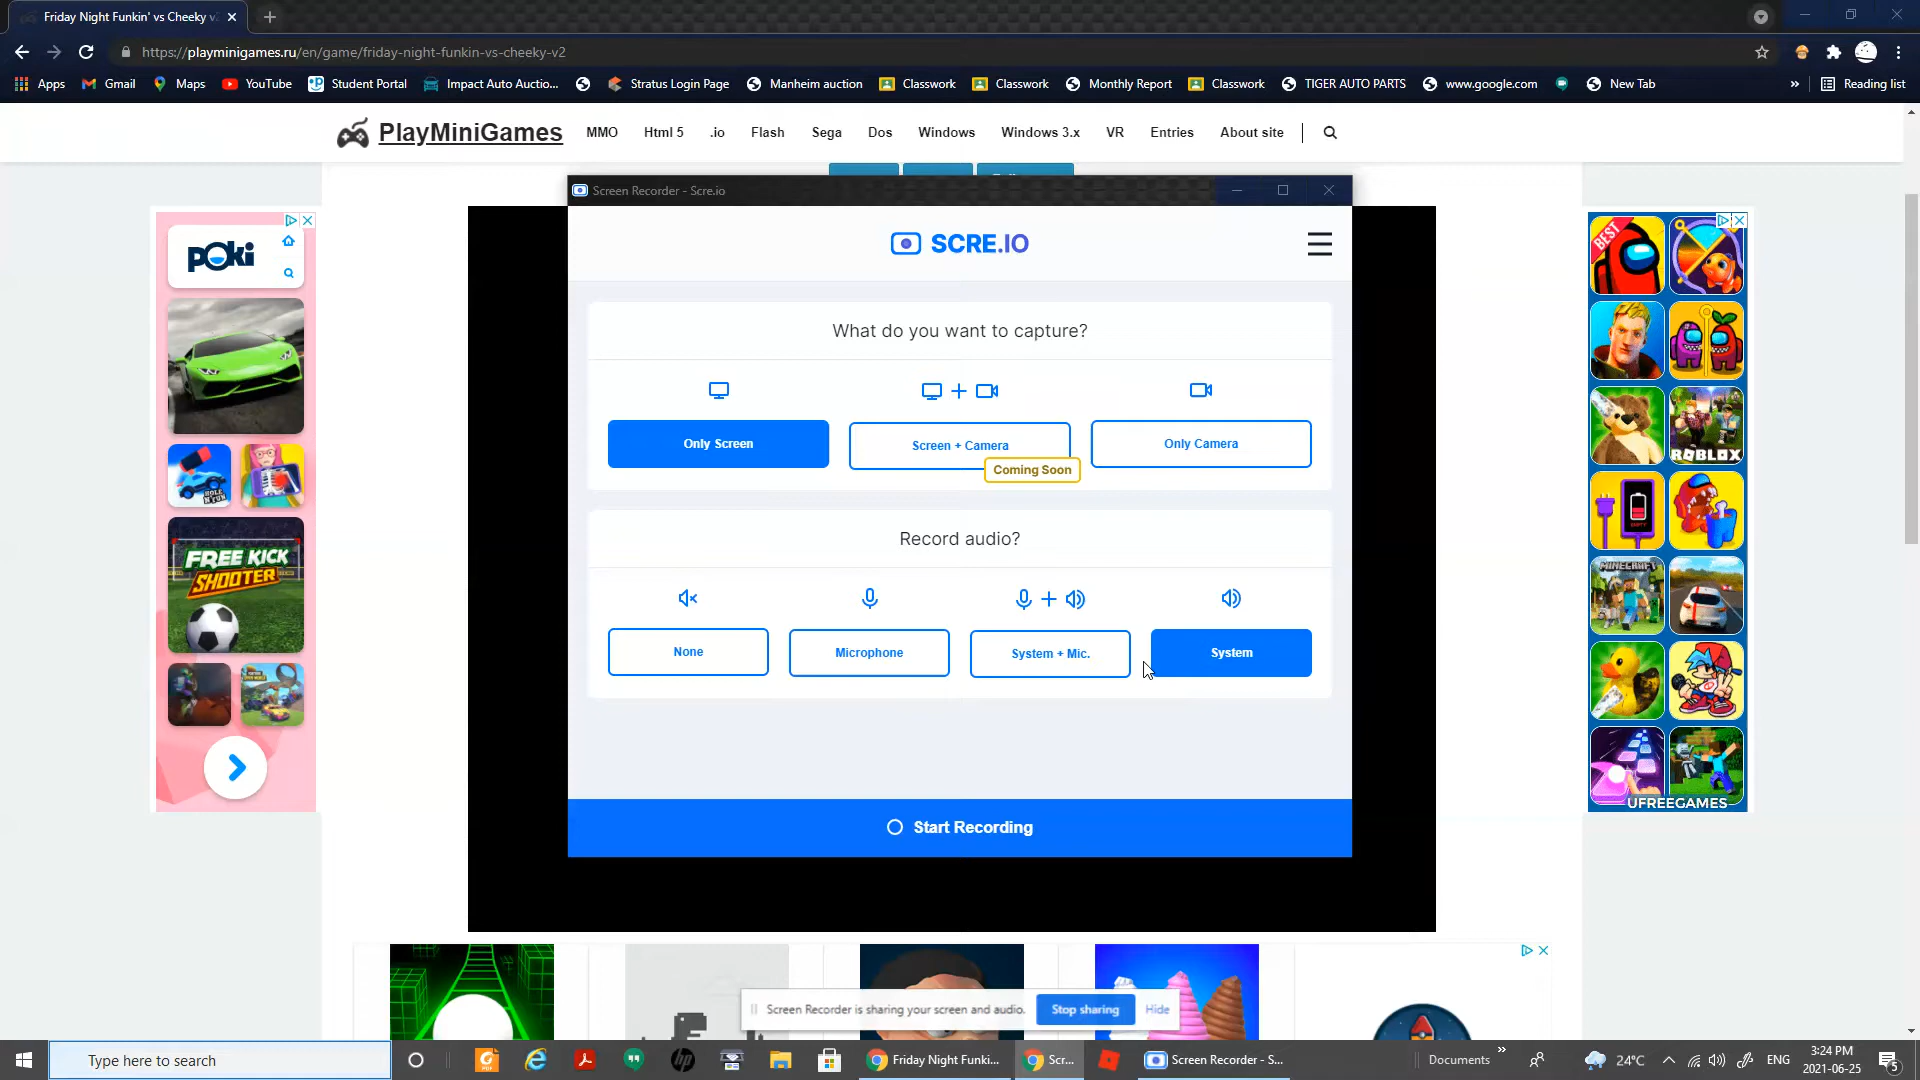 Friday Night Funkin' vs Cheeky v
https://playminigames.ru/en/game/friday-night-funkin-vs-cheeky-v2
Apps Gmail Maps YouTube Student Portal Impact Auto Auctio... Stratus Login Page Manheim auction Classwork Classwork Monthly Report Classwork TIGER AUTO PARTS www.google.com New Tab » Reading list
PlayMiniGames MMO Html 5 .io Flash Sega Dos Windows Windows 3.x VR Entries About site
Screen Recorder - Scre.io
SCRE.IO
What do you want to capture?
Only Screen Screen + Camera Only Camera
Coming Soon
Record audio?
None Microphone System + Mic. System
Start Recording
POKi
HOLE N' FUN
FREE KICK
SHOOTER
BEST
ROBLOX
EMPTY
MINECRAFT
UFREEGAMES
Screen Recorder is sharing your screen and audio. Stop sharing Hide
Type here to search
Friday Night Funki... Scr... Screen Recorder - S...
Documents » 24°C ENG
3:24 PM
2021-06-25
5